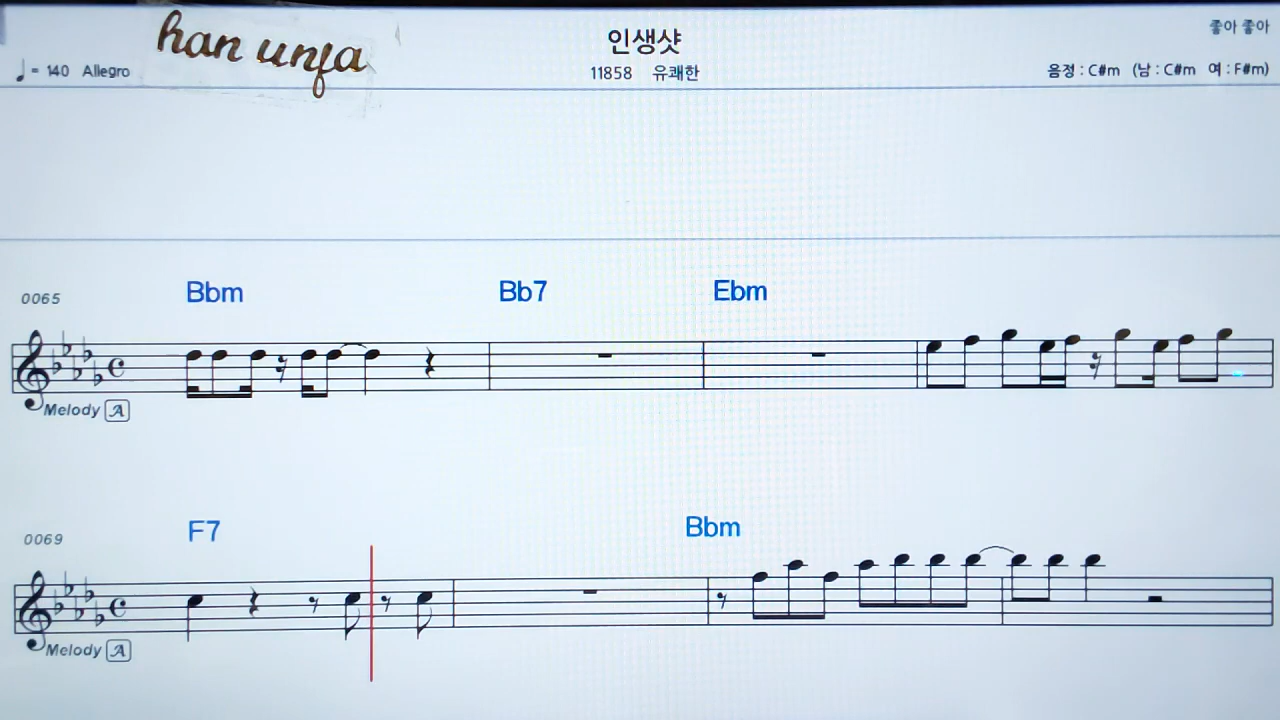 han unfa
인생샷
좋아 좋아
♩= 140 Allegro
11858 유쾌한
음정 : C#m (남 : C#m 여 : F#m)
0065
Bbm Bb7 Ebm
Melody A
0069
F7 Bbm
Melody A